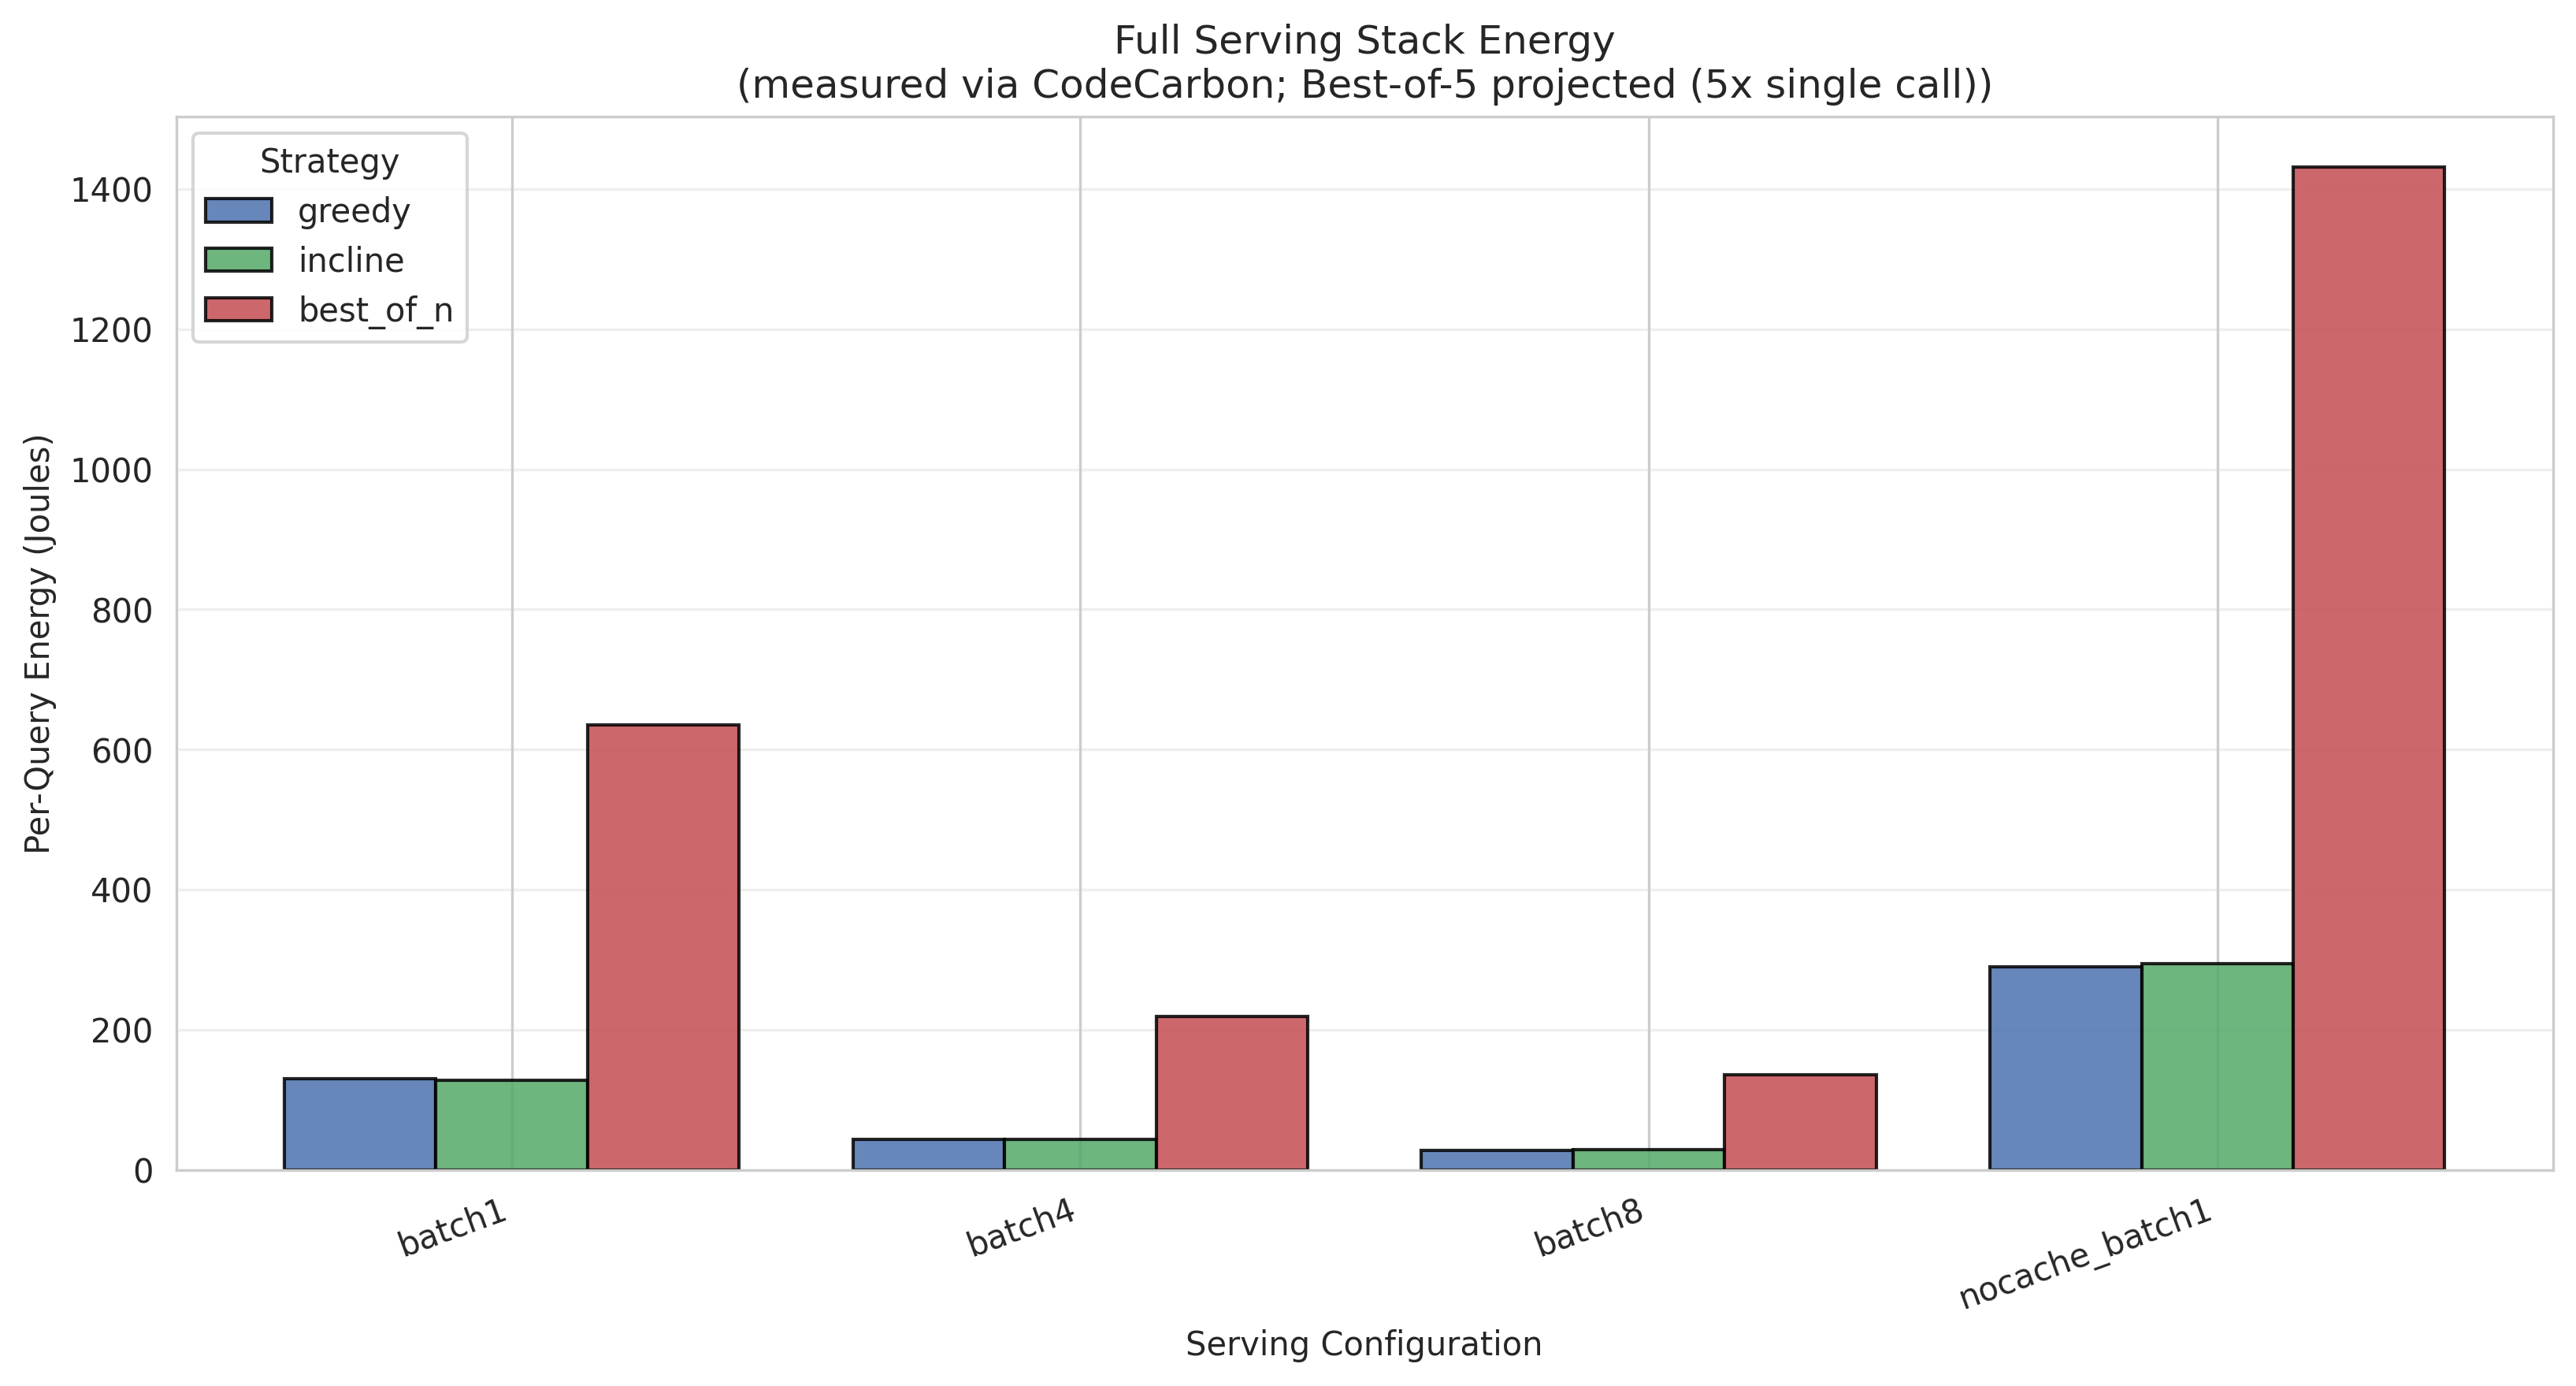 Full Serving Stack Energy
(measured via CodeCarbon; Best-of-5 projected (5x single call))
Strategy
greedy
incline
best_of_n
Per-Query Energy (Joules)
1400
1200
1000
800
600
400
200
0
batch1
batch4
batch8
nocache_batch1
Serving Configuration